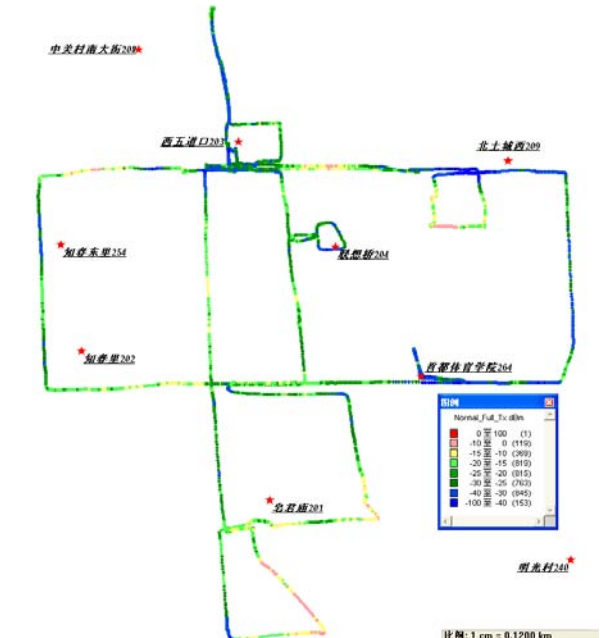 中关村南大街208
西五道口203
北土城西209
知春东里254
联想桥204
知春里202
首都体育学院264
图例
Normal_Full_Tx dBm
0 至 100 (1)
-10 至 0 (119)
-15 至 -10 (369)
-20 至 -15 (819)
-25 至 -20 (815)
-30 至 -25 (763)
-40 至 -30 (845)
-100 至 -40 (153)
皂君庙201
明光村240
比例: 1 cm = 0.1200 km